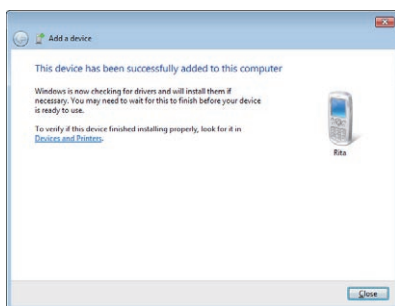 Add a device
This device has been successfully added to this computer
Windows is now checking for drivers and will install them if
necessary. You may need to wait for this to finish before your device
is ready to use.
To verify if this device finished installing properly, look for it in
Devices and Printers.
Rita
Close